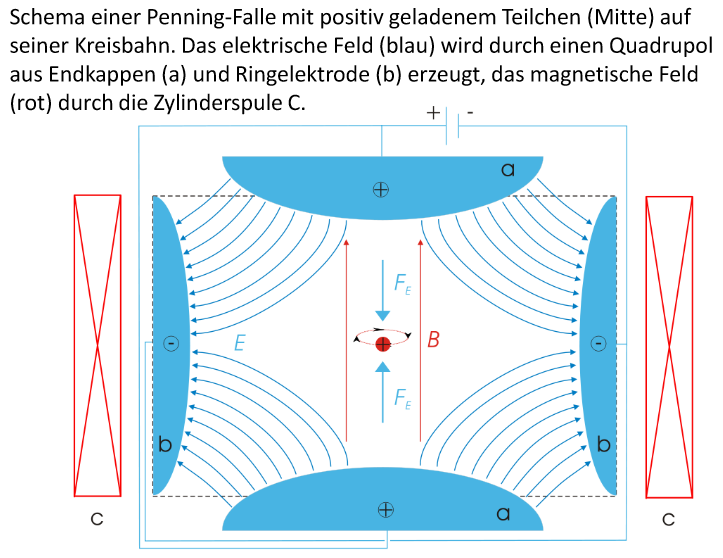 Schema einer Penning-Falle mit positiv geladenem Teilchen (Mitte) auf
seiner Kreisbahn. Das elektrische Feld (blau) wird durch einen Quadrupol
aus Endkappen (a) und Ringelektrode (b) erzeugt, das magnetische Feld
(rot) durch die Zylinderspule C.
+ -
a
+
F_E
- E + B -
F_E
b b
+ a
C C